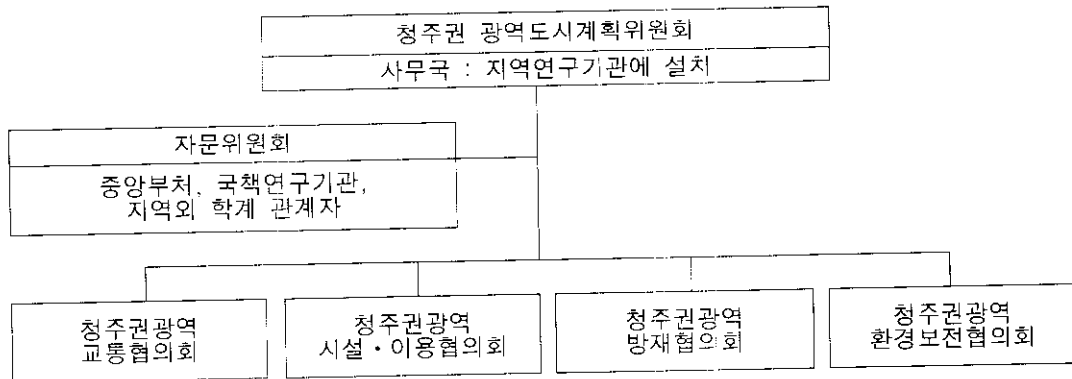 청주권 광역도시계획위원회
사무국 : 지역연구기관에 설치
자문위원회
중앙부처, 국책연구기관,
지역외 학계 관계자
청주권광역
교통협의회
청주권광역
시설·이용협의회
청주권광역
방재협의회
청주권광역
환경보전협의회